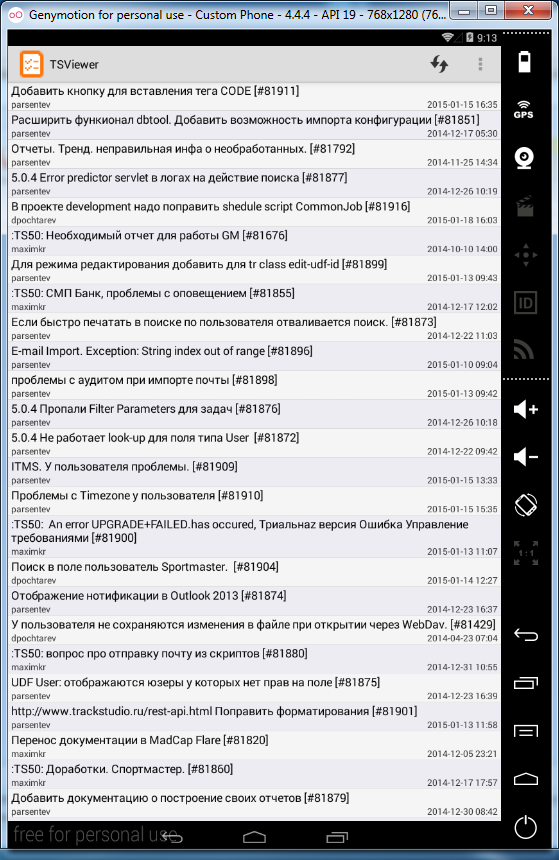 Genymotion for personal use - Custom Phone - 4.4.4 - API 19 - 768x1280 (76...
9:13
TSViewer
GPS
Добавить кнопку для вставления тега CODE [#81911]
parsentev 2015-01-15 16:35
Расширить функионал dbtool. Добавить возможность импорта конфигурации [#81851]
parsentev 2014-12-17 05:30
Отчеты. Тренд. неправильная инфа о необработанных. [#81792]
parsentev 2014-11-25 14:34
5.0.4 Error predictor servlet в логах на действие поиска [#81877]
parsentev 2014-12-26 10:19
В проекте development надо поправить shedule script CommonJob [#81916]
dpochtarev 2015-01-18 16:03
:TS50: Необходимый отчет для работы GM [#81676]
maximkr 2014-10-10 14:00
Для режима редактирования добавить для tr class edit-udf-id [#81899]
parsentev 2015-01-13 09:43
:TS50: СМП Банк, проблемы с оповещением [#81855]
maximkr 2014-12-17 12:02
Если быстро печатать в поиске по пользователя отваливается поиск. [#81873]
parsentev 2014-12-22 11:03
E-mail Import. Exception: String index out of range [#81896]
parsentev 2015-01-10 09:04
проблемы с аудитом при импорте почты [#81898]
parsentev 2015-01-13 09:42
5.0.4 Пропали Filter Parameters для задач [#81876]
parsentev 2014-12-26 10:18
5.0.4 Не работает look-up для поля типа User [#81872]
parsentev 2014-12-22 09:42
ITMS. У пользователя проблемы. [#81909]
parsentev 2015-01-15 13:33
Проблемы с Timezone у пользователя [#81910]
parsentev 2015-01-15 15:35
:TS50: An error UPGRADE+FAILED.has occured, Триальнаz версия Ошибка Управление
требованиями [#81900]
maximkr 2015-01-13 11:07
Поиск в поле пользователь Sportmaster. [#81904]
dpochtarev 2015-01-14 12:27
Отображение нотификации в Outlook 2013 [#81874]
parsentev 2014-12-23 16:37
У пользователя не сохраняются изменения в файле при открытии через WebDav. [#81429]
dpochtarev 2014-04-23 07:04
:TS50: вопрос про отправку почту из скриптов [#81880]
maximkr 2014-12-31 10:55
UDF User: отображаются юзеры у которых нет прав на поле [#81875]
parsentev 2014-12-23 16:39
http://www.trackstudio.ru/rest-api.html Поправить форматирования [#81901]
parsentev 2015-01-13 11:58
Перенос документации в MadCap Flare [#81820]
maximkr 2014-12-05 23:21
:TS50: Доработки. Спортмастер. [#81860]
maximkr 2014-12-17 17:57
Добавить документацию о построение своих отчетов [#81879]
parsentev 2014-12-30 08:42
ID
1:1
free for personal use